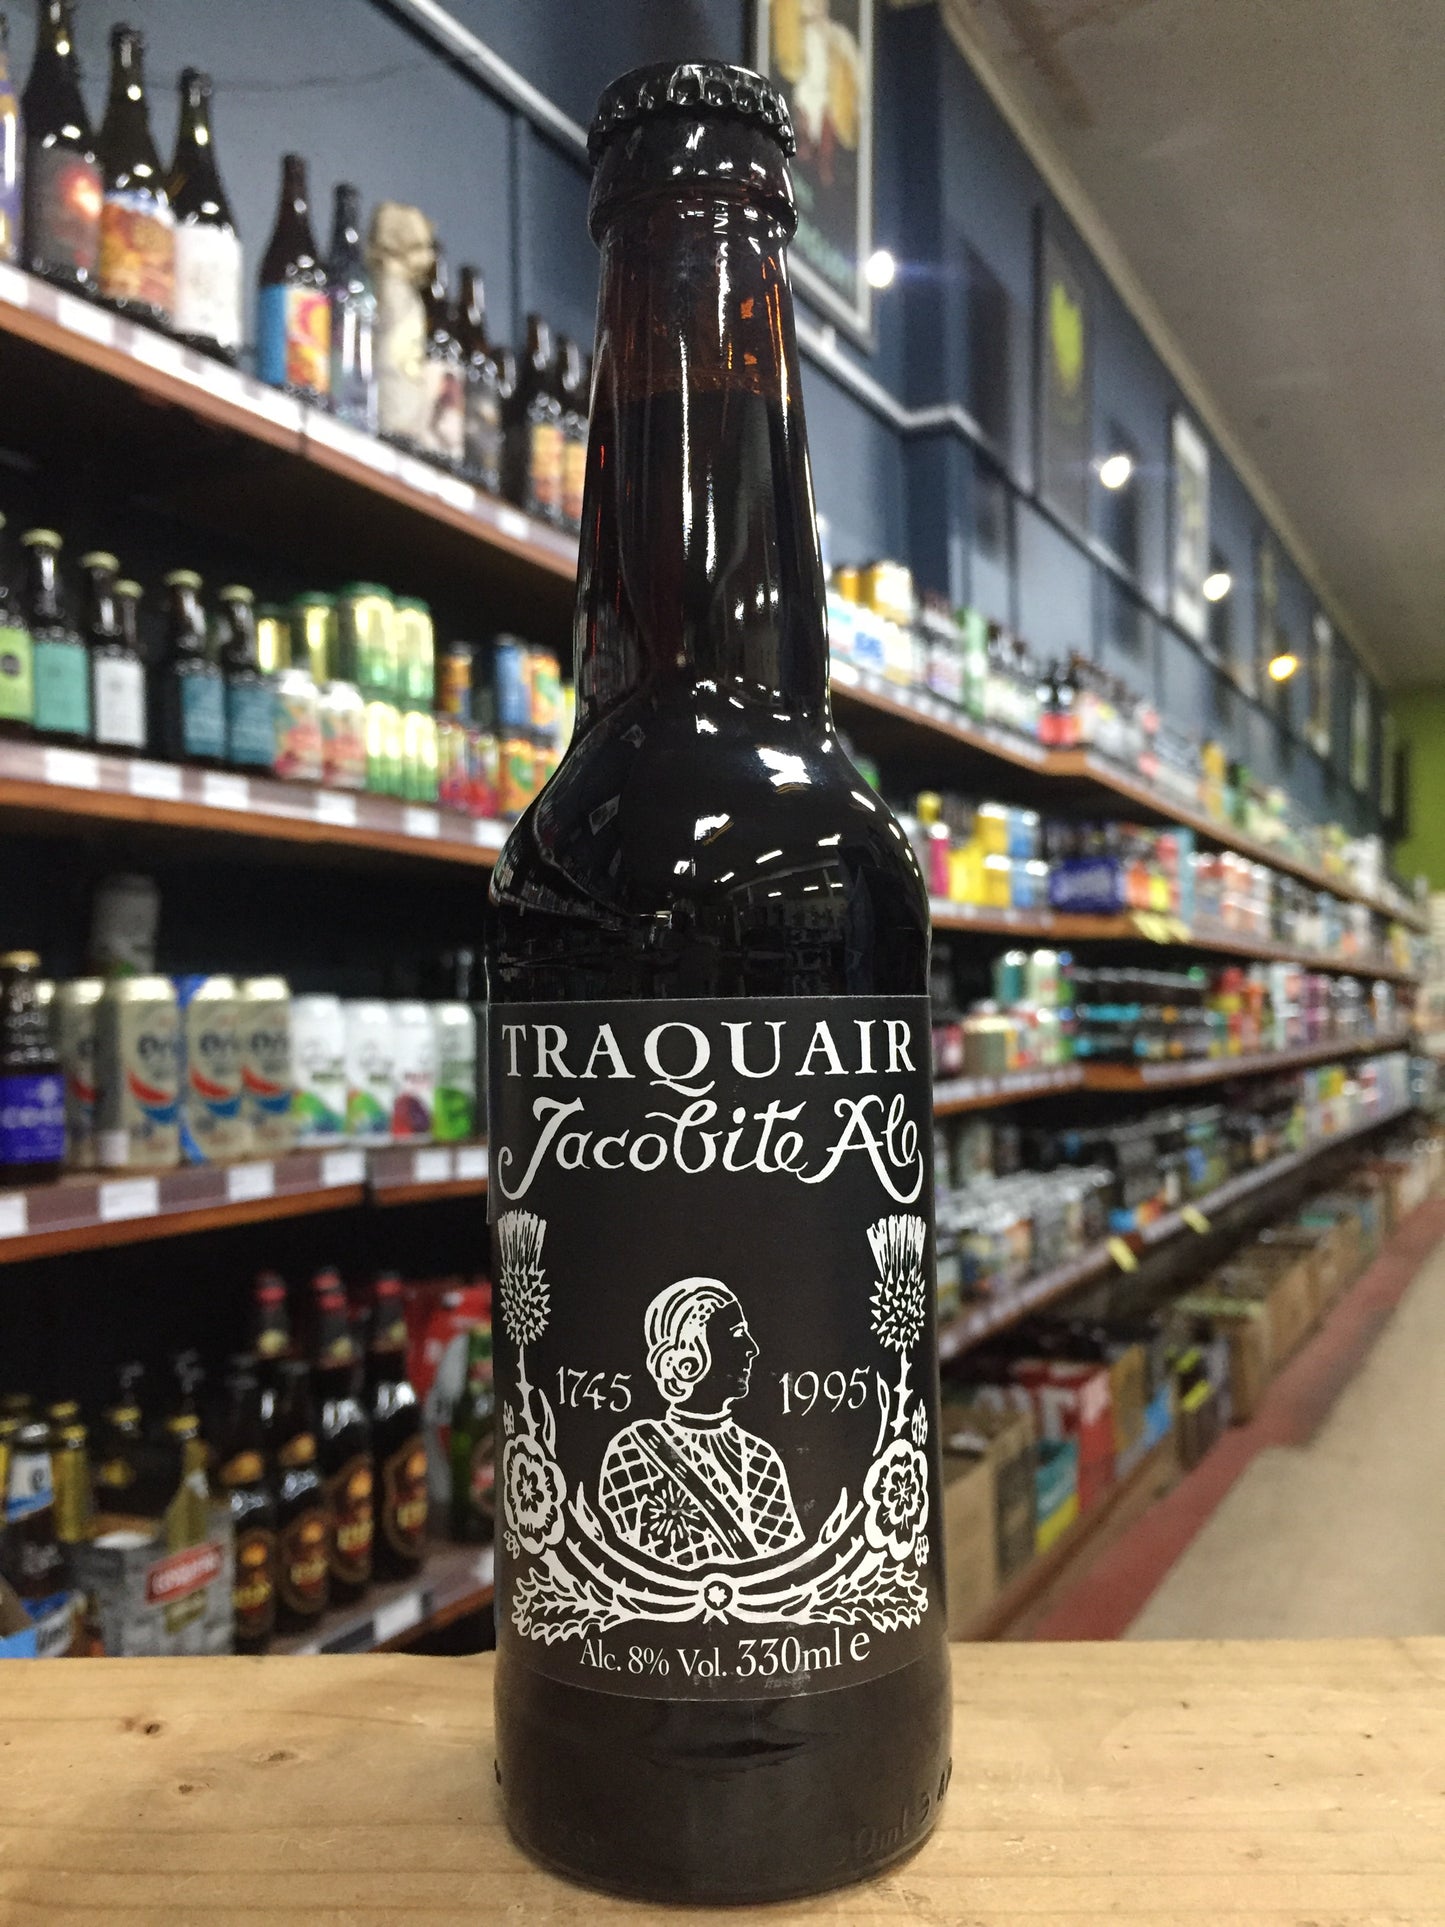 TRAQUAIR
Jacobite Ale
1745 1995
Alc. 8% Vol. 330ml e